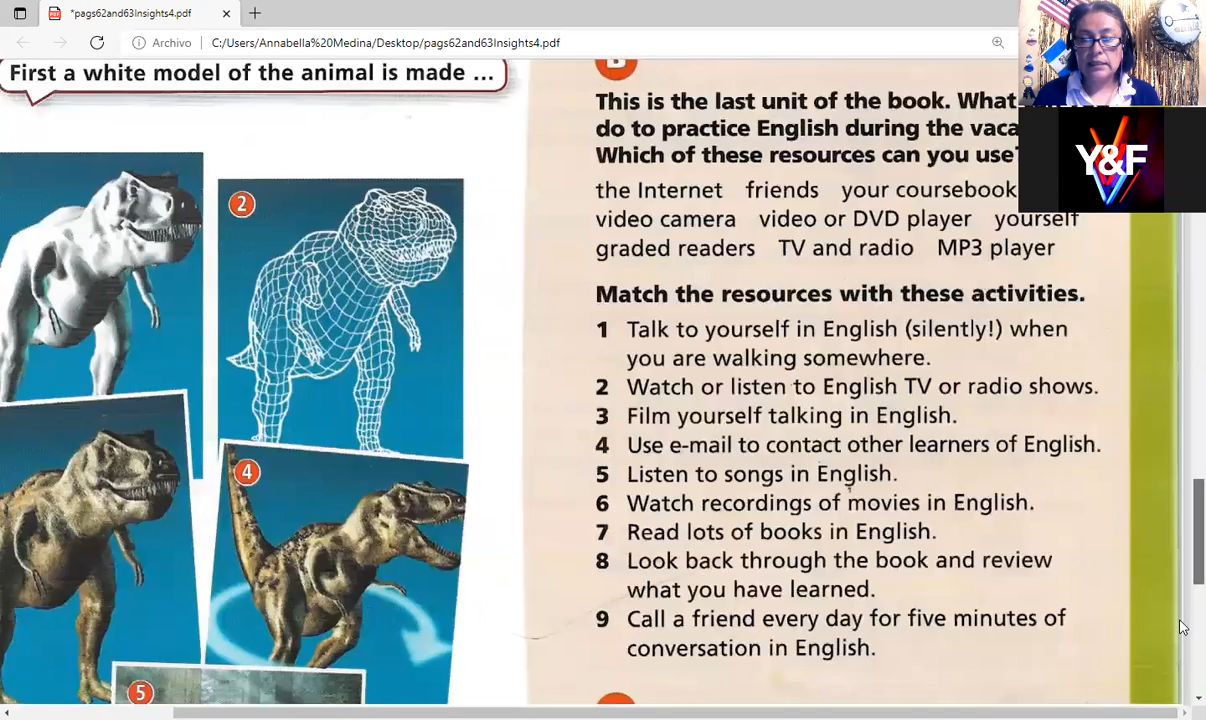 *pags62and63Insights4.pdf
Archivo
C:/Users/Annabella%20Medina/Desktop/pags62and63Insights4.pdf
First a white model of the animal is made ...
2
4
5
B
This is the last unit of the book. What
do to practice English during the vaca
Which of these resources can you use?
the Internet friends your coursebook
video camera video or DVD player yourself
graded readers TV and radio MP3 player
Match the resources with these activities.
1 Talk to yourself in English (silently!) when
you are walking somewhere.
2 Watch or listen to English TV or radio shows.
3 Film yourself talking in English.
4 Use e-mail to contact other learners of English.
5 Listen to songs in English.
6 Watch recordings of movies in English.
7 Read lots of books in English.
8 Look back through the book and review
what you have learned.
9 Call a friend every day for five minutes of
conversation in English.
Y&F